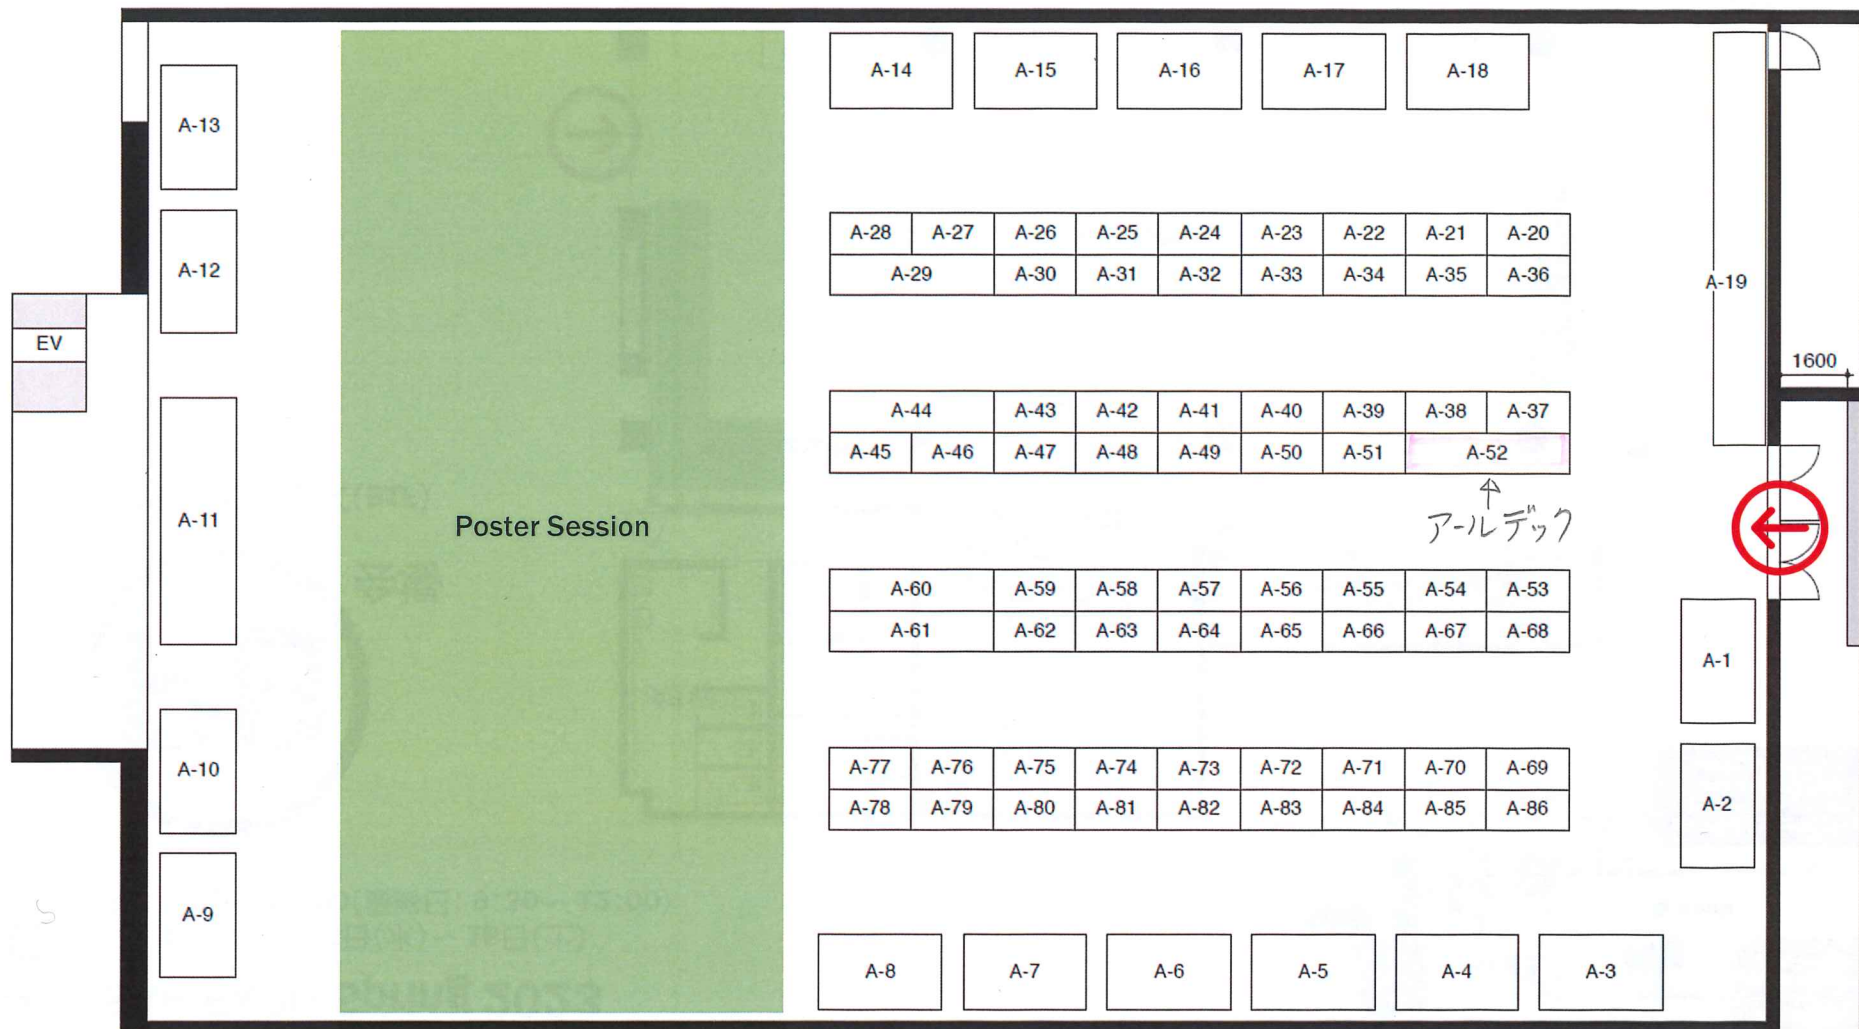 A-14 A-15 A-16 A-17 A-18
A-13
A-12
A-28 A-27 A-26 A-25 A-24 A-23 A-22 A-21 A-20
A-29 A-30 A-31 A-32 A-33 A-34 A-35 A-36
A-19
EV
1600
A-44 A-43 A-42 A-41 A-40 A-39 A-38 A-37
A-45 A-46 A-47 A-48 A-49 A-50 A-51 A-52
アールデック
A-11
Poster Session
A-60 A-59 A-58 A-57 A-56 A-55 A-54 A-53
A-61 A-62 A-63 A-64 A-65 A-66 A-67 A-68
A-1
A-10
A-77 A-76 A-75 A-74 A-73 A-72 A-71 A-70 A-69
A-78 A-79 A-80 A-81 A-82 A-83 A-84 A-85 A-86
A-2
A-9
A-8 A-7 A-6 A-5 A-4 A-3